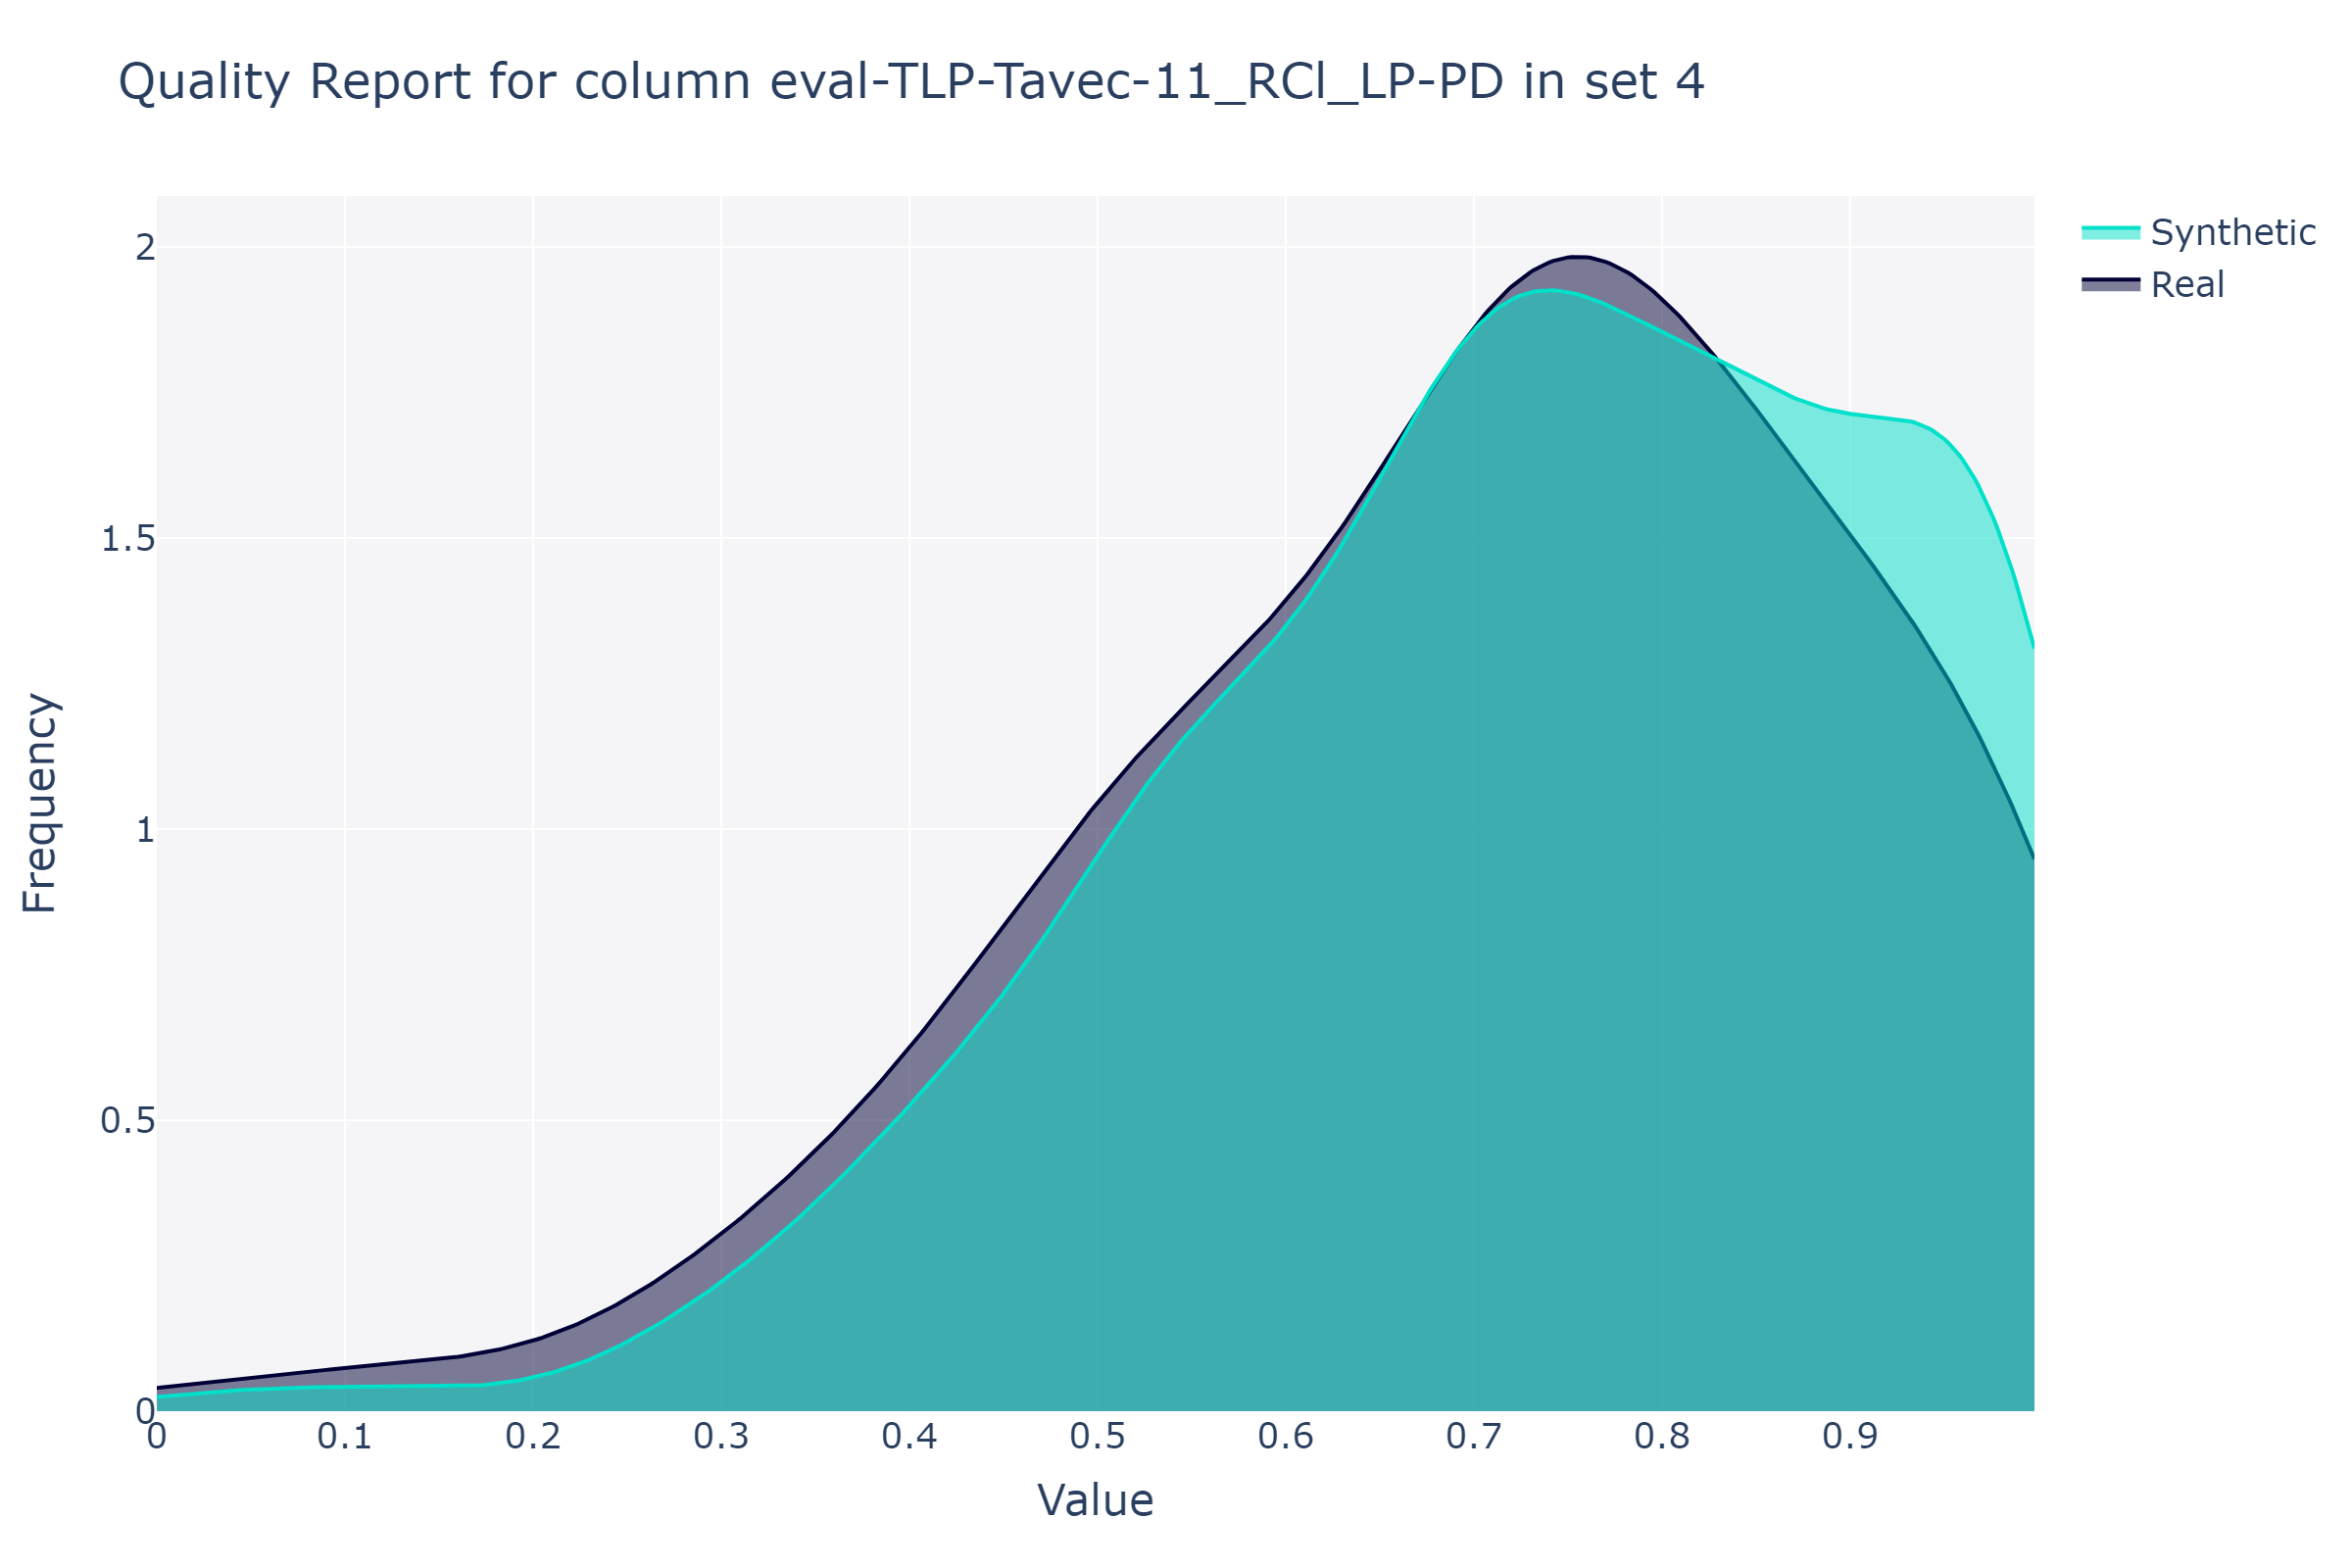 Quality Report for column eval-TLP-Tavec-11_RCl_LP-PD in set 4
Synthetic
Real
Frequency
2
1.5
1
0.5
0
0 0.1 0.2 0.3 0.4 0.5 0.6 0.7 0.8 0.9
Value